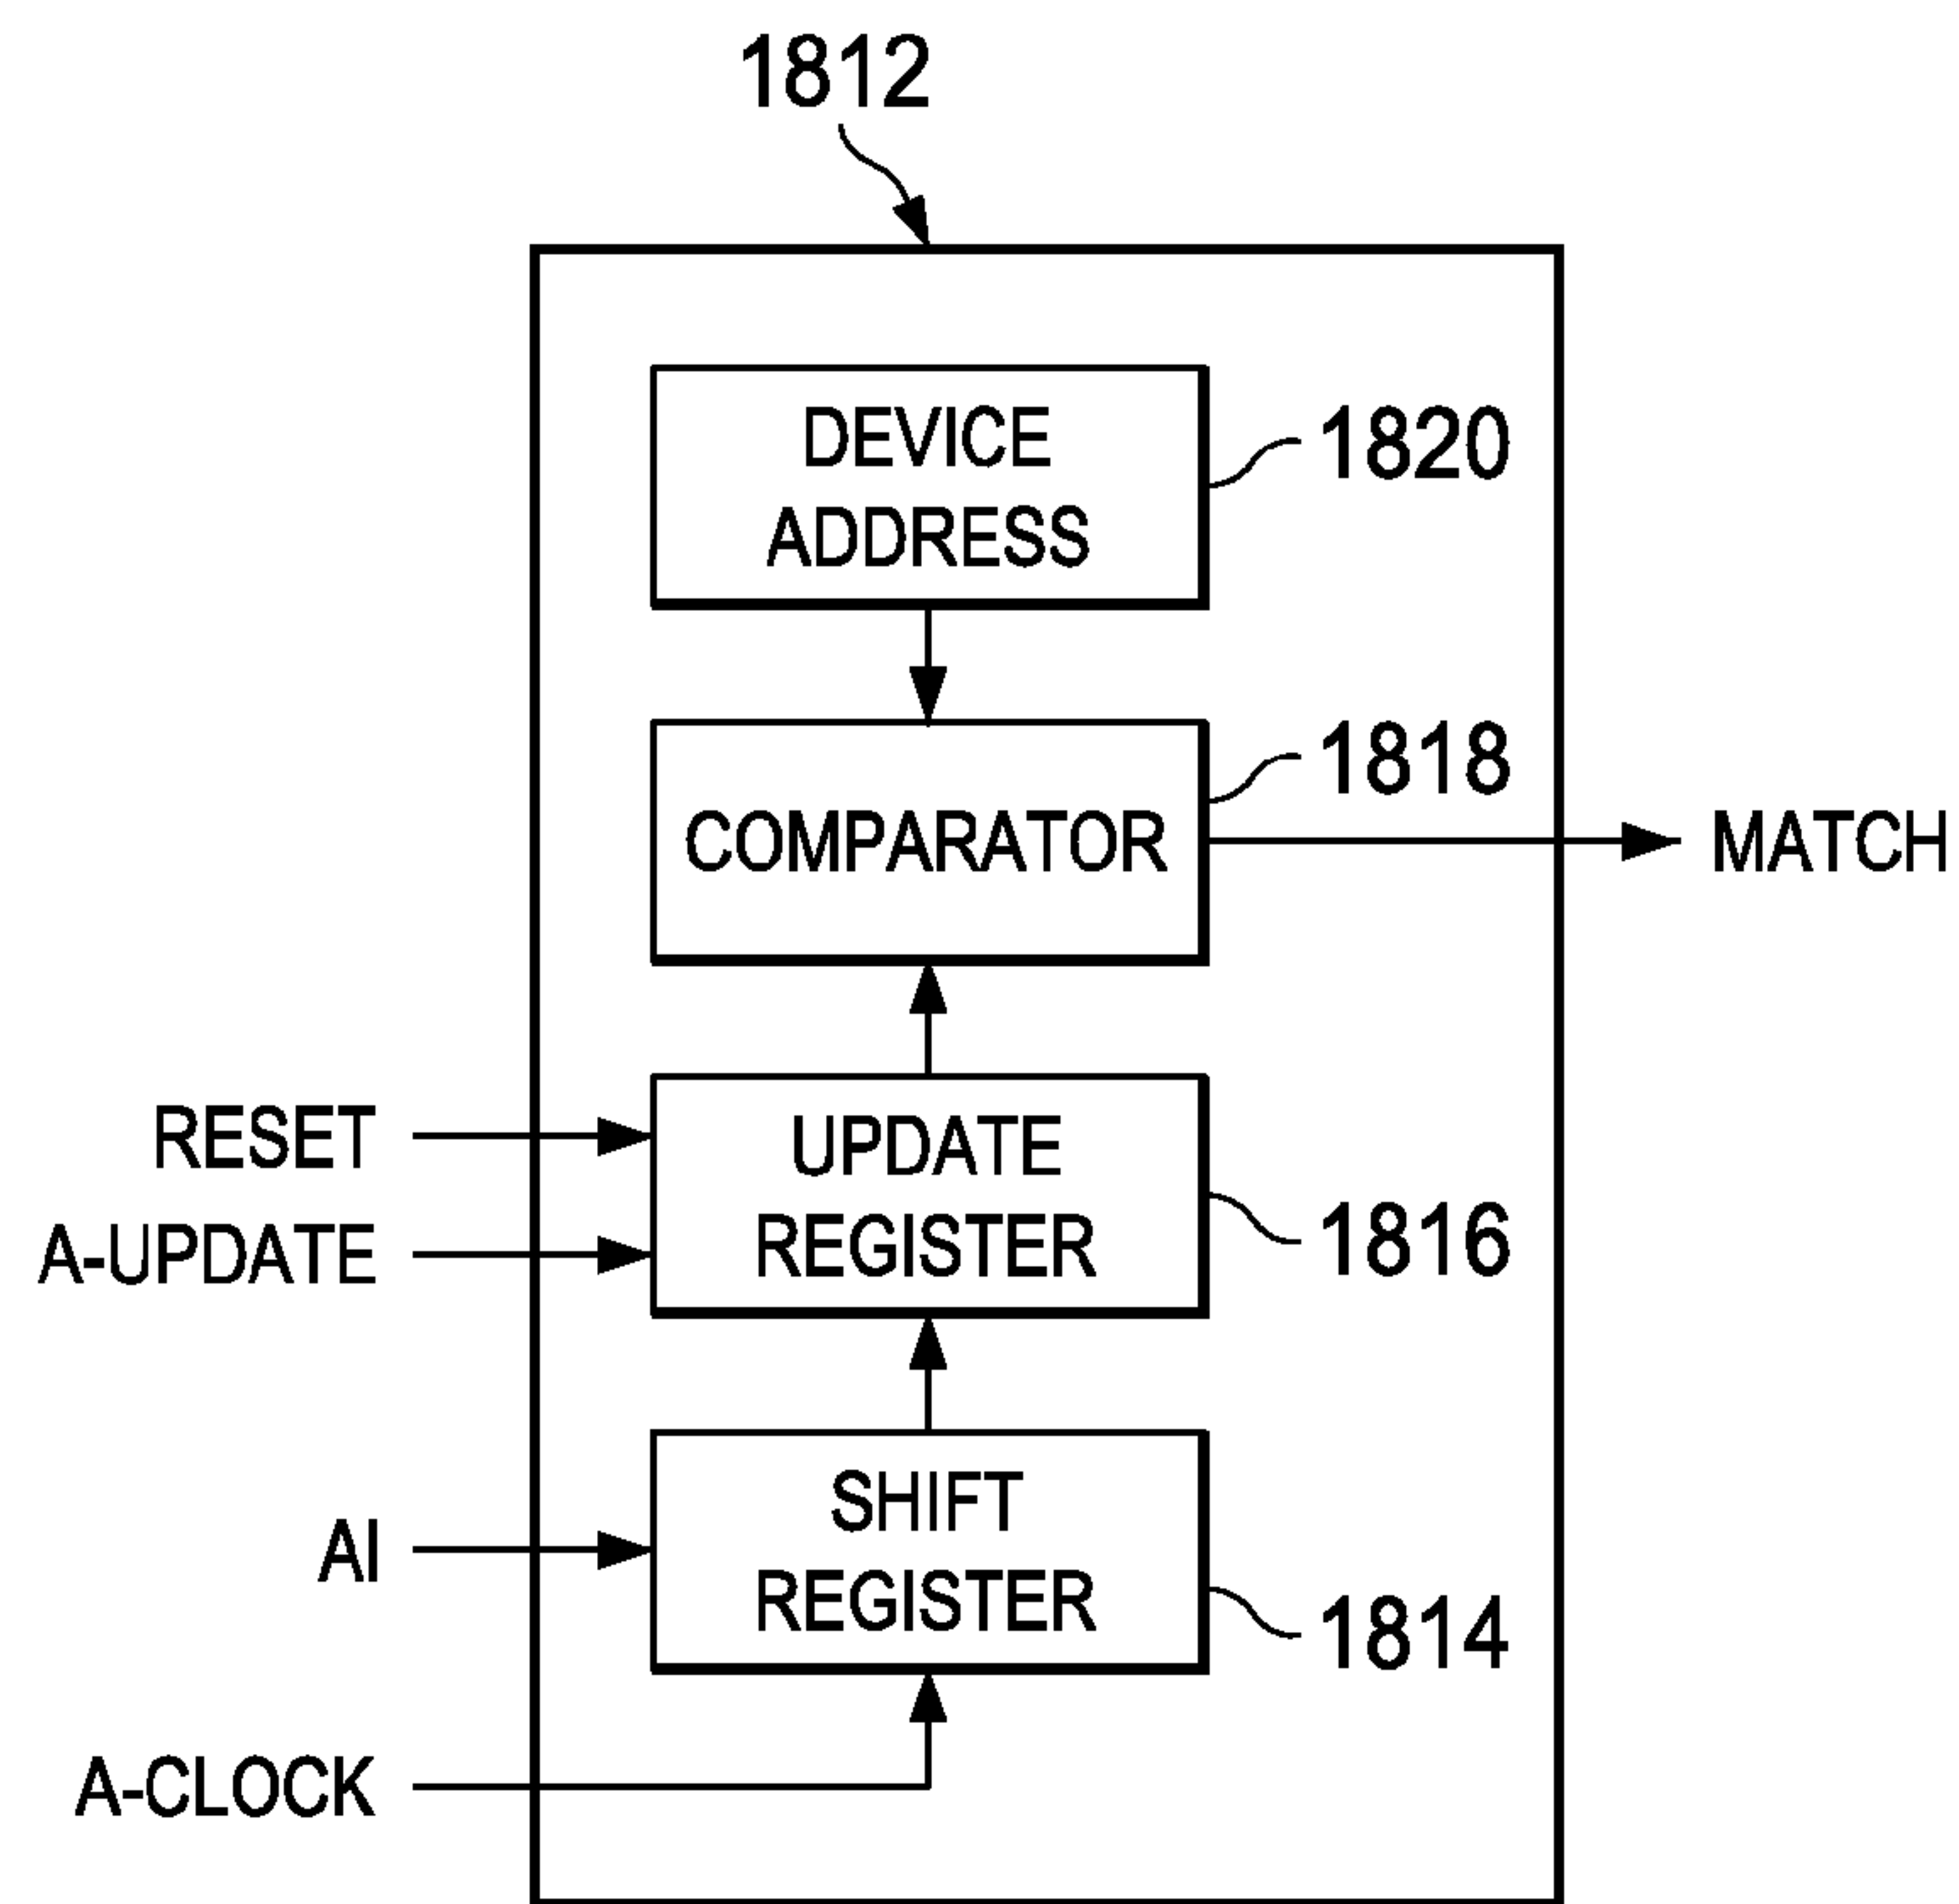 1812
DEVICE
ADDRESS
1820
COMPARATOR
1818
MATCH
RESET
A-UPDATE
UPDATE
REGISTER
1816
AI
SHIFT
REGISTER
1814
A-CLOCK